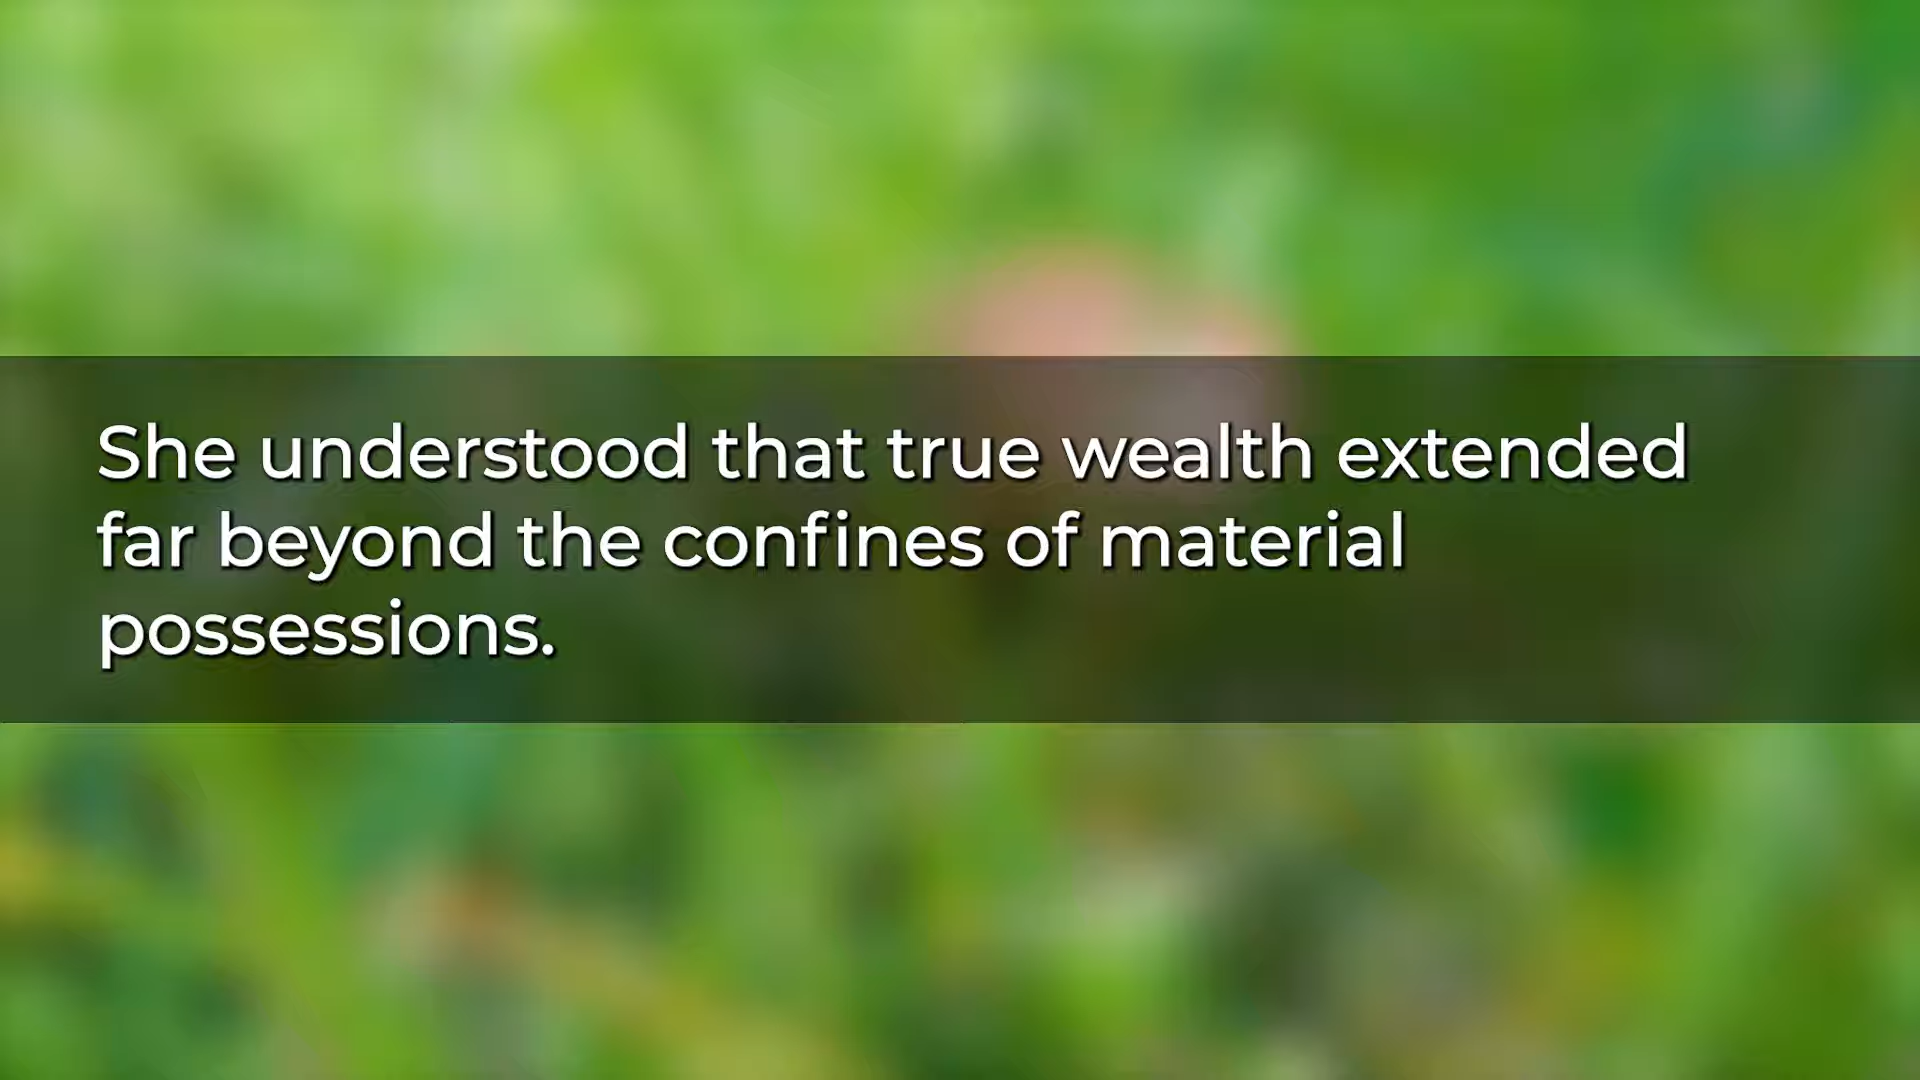 She understood that true wealth extended
far beyond the confines of material
possessions.